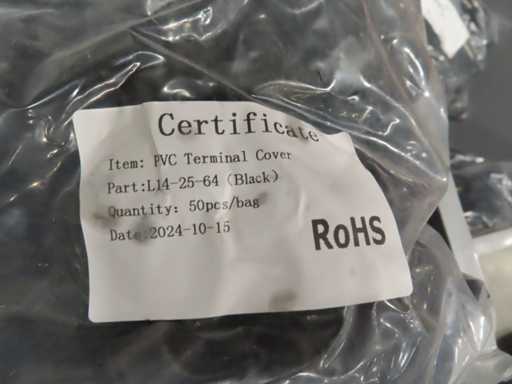 Certificate
Item: PVC Terminal Cover
Part:L14-25-64 (Black)
Quantity: 50pcs/bag
Date:2024-10-15
RoHS